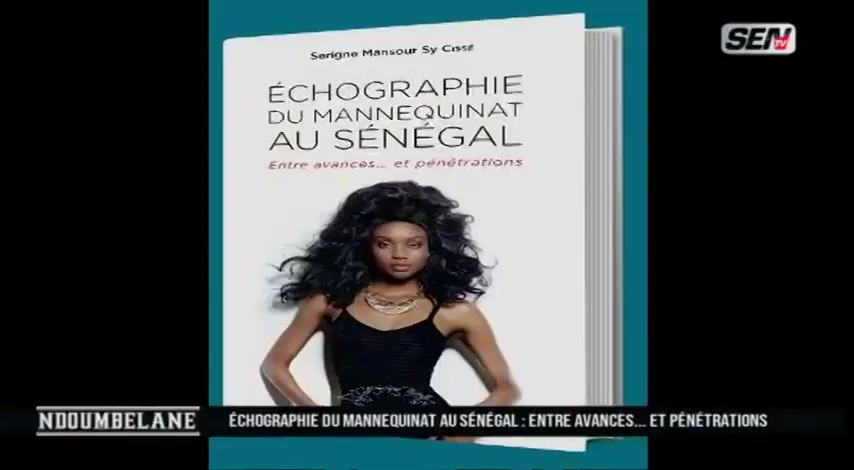 SEN
TV
Serigne Mansour Sy Cissé
ÉCHOGRAPHIE
DU MANNEQUINAT
AU SÉNÉGAL
Entre avances... et pénétrations
NDOUMBELANE
ÉCHOGRAPHIE DU MANNEQUINAT AU SÉNÉGAL : ENTRE AVANCES... ET PÉNÉTRATIONS